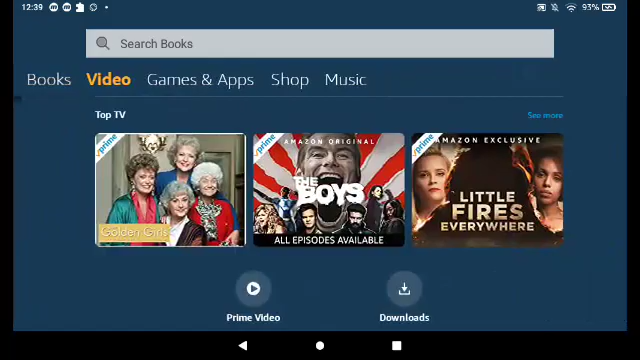 12:39
93%
Search Books
Books Video Games & Apps Shop Music
Top TV
See more
prime
Golden Girls
prime
AMAZON ORIGINAL
THE BOYS
ALL EPISODES AVAILABLE
prime
AMAZON EXCLUSIVE
LITTLE
FIRES
EVERYWHERE
Prime Video
Downloads